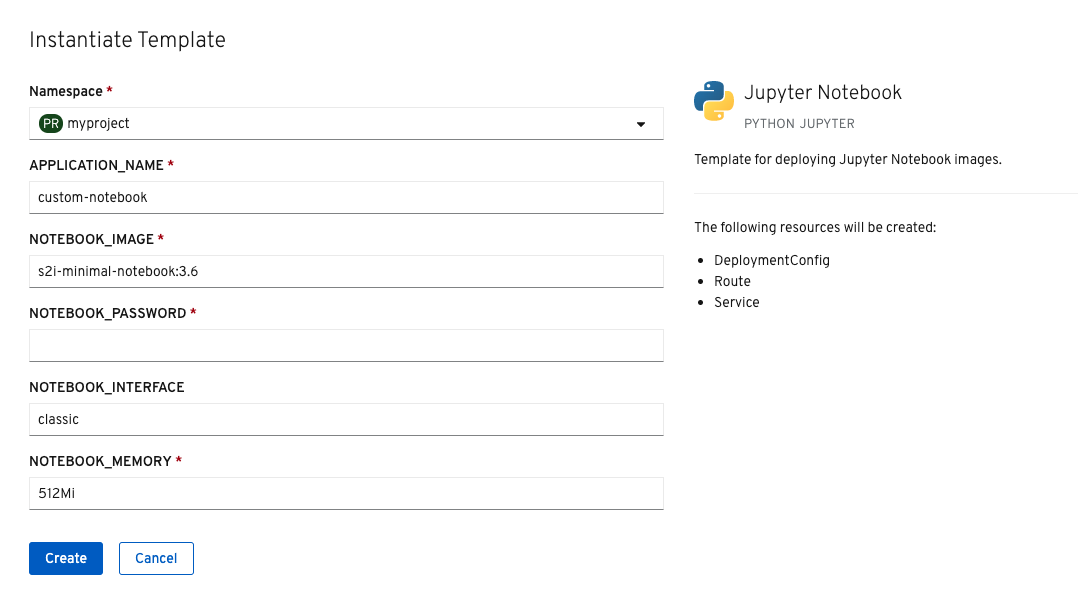 Instantiate Template
Namespace *
PR myproject
APPLICATION_NAME *
custom-notebook
NOTEBOOK_IMAGE *
s2i-minimal-notebook:3.6
NOTEBOOK_PASSWORD *
NOTEBOOK_INTERFACE
classic
NOTEBOOK_MEMORY *
512Mi
Create Cancel
Jupyter Notebook
PYTHON JUPYTER
Template for deploying Jupyter Notebook images.
The following resources will be created:
• DeploymentConfig
• Route
• Service